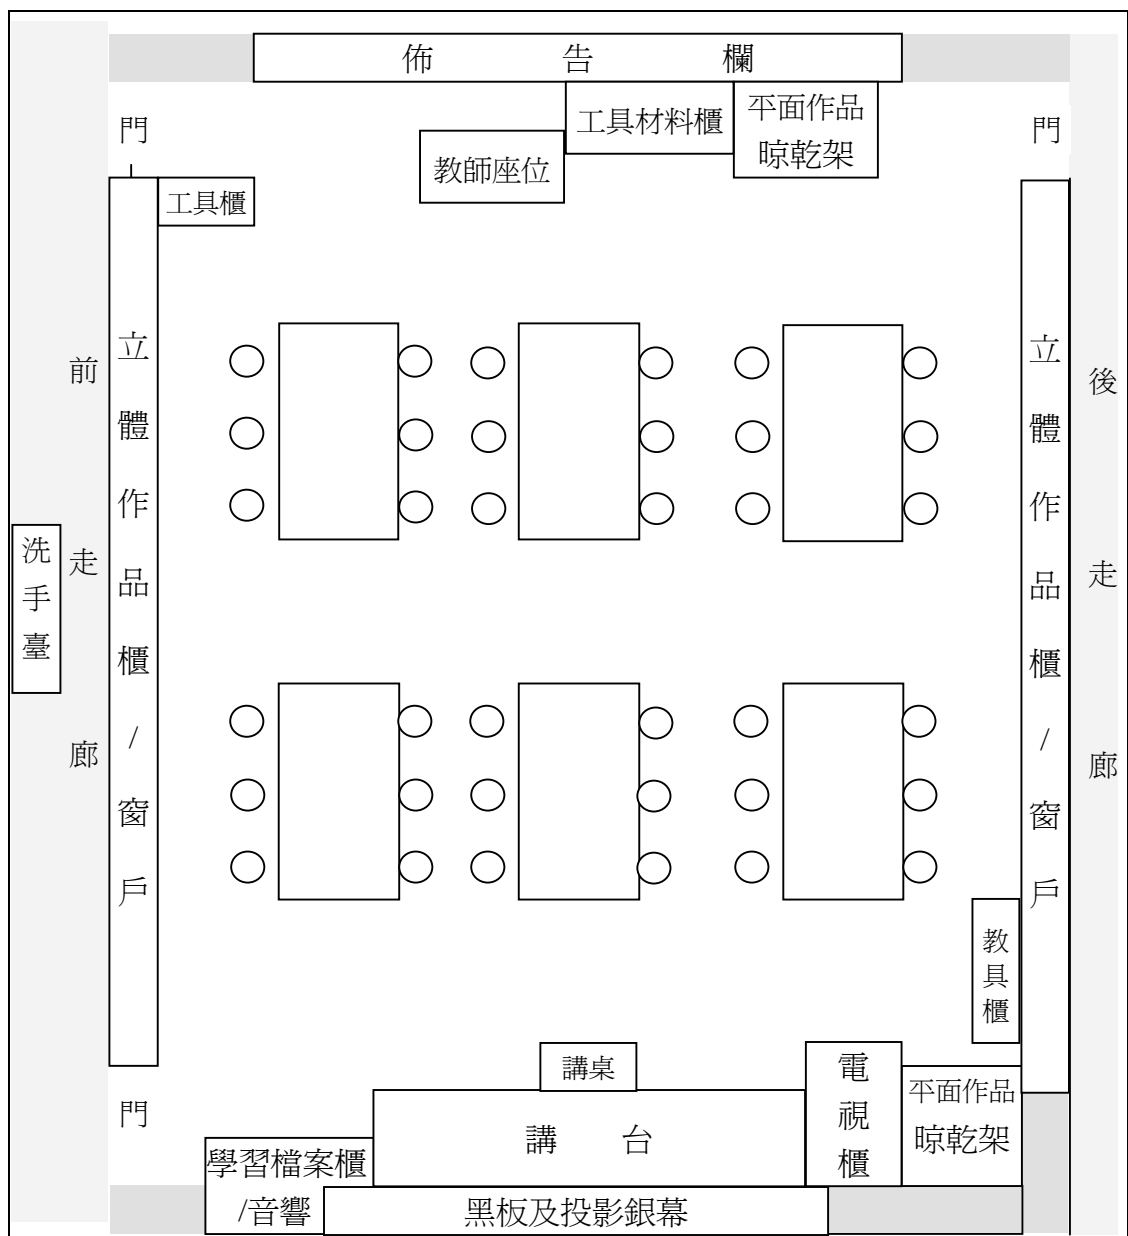 佈告欄
工具材料櫃
平面作品
晾乾架
門
門
教師座位
工具櫃
立體作品櫃/窗戶
前走廊
洗手臺
立體作品櫃/窗戶
後走廊
教具櫃
講桌
電視櫃
平面作品
晾乾架
門
講台
學習檔案櫃
/音響
黑板及投影銀幕